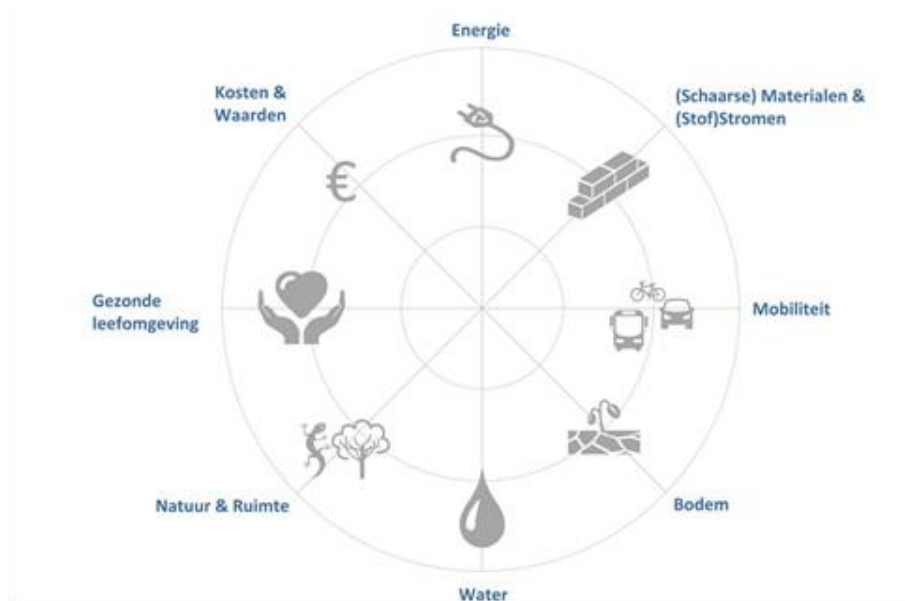 Energie
(Schaarse) Materialen &
(Stof)Stromen
Mobiliteit
Bodem
Water
Natuur & Ruimte
Gezonde
leefomgeving
Kosten &
Waarden
€